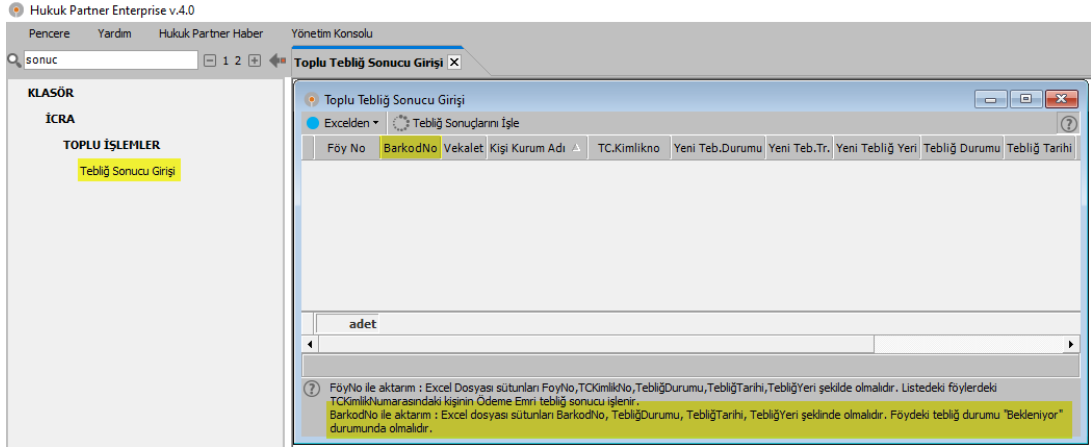 Hukuk Partner Enterprise v.4.0
Pencere Yardım Hukuk Partner Haber Yönetim Konsolu
sonuc 1 2 Toplu Tebliğ Sonucu Girişi
KLASÖR
İCRA
TOPLU İŞLEMLER
Tebliğ Sonucu Girişi
Toplu Tebliğ Sonucu Girişi
Excelden Tebliğ Sonuçlarını İşle
Föy No BarkodNo Vekalet Kişi Kurum Adı TC.Kimlikno Yeni Teb.Durumu Yeni Teb.Tr. Yeni Tebliğ Yeri Tebliğ Durumu Tebliğ Tarihi
adet
FöyNo ile aktarım : Excel Dosyası sütunları FoyNo,TCKimlikNo,TebliğDurumu,TebliğTarihi,TebliğYeri şekilde olmalıdır. Listedeki föylerdeki
TCKimlikNumarasındaki kişinin Ödeme Emri tebliğ sonucu işlenir.
BarkodNo ile aktarım : Excel dosyası sütunları BarkodNo, TebliğDurumu, TebliğTarihi, TebliğYeri şeklinde olmalıdır. Föydeki tebliğ durumu "Bekleniyor"
durumunda olmalıdır.